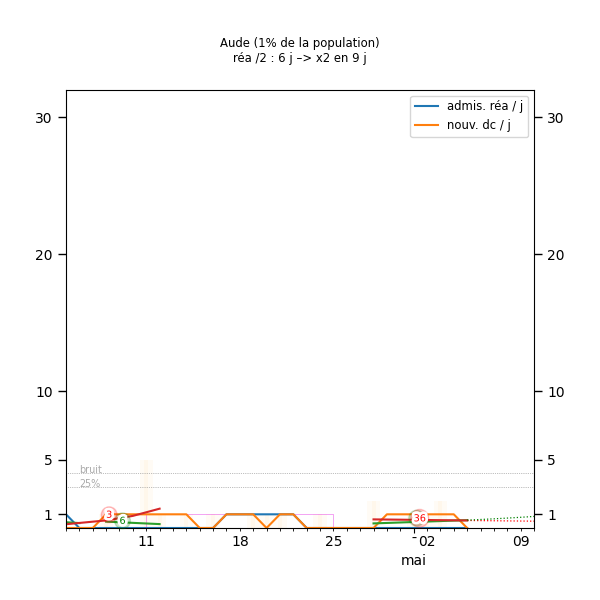 Aude (1% de la population)
réa /2 : 6 j –> x2 en 9 j
admis. réa / j
nouv. dc / j
30 30
20 20
10 10
5 5
bruit
25%
1 3 6 36 1
11 18 25 02 09
mai